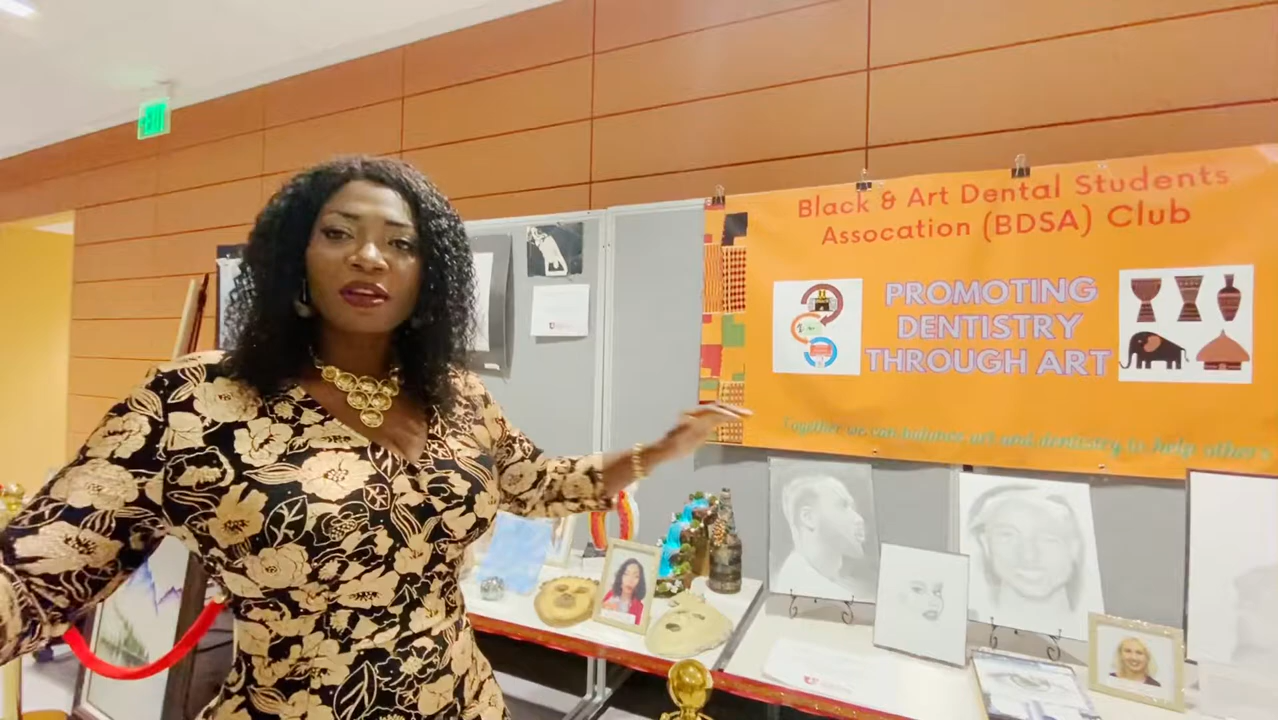 Black & Art Dental Students
Assocation (BDSA) Club
PROMOTING
DENTISTRY
THROUGH ART
Together we can balance art and dentistry to help others